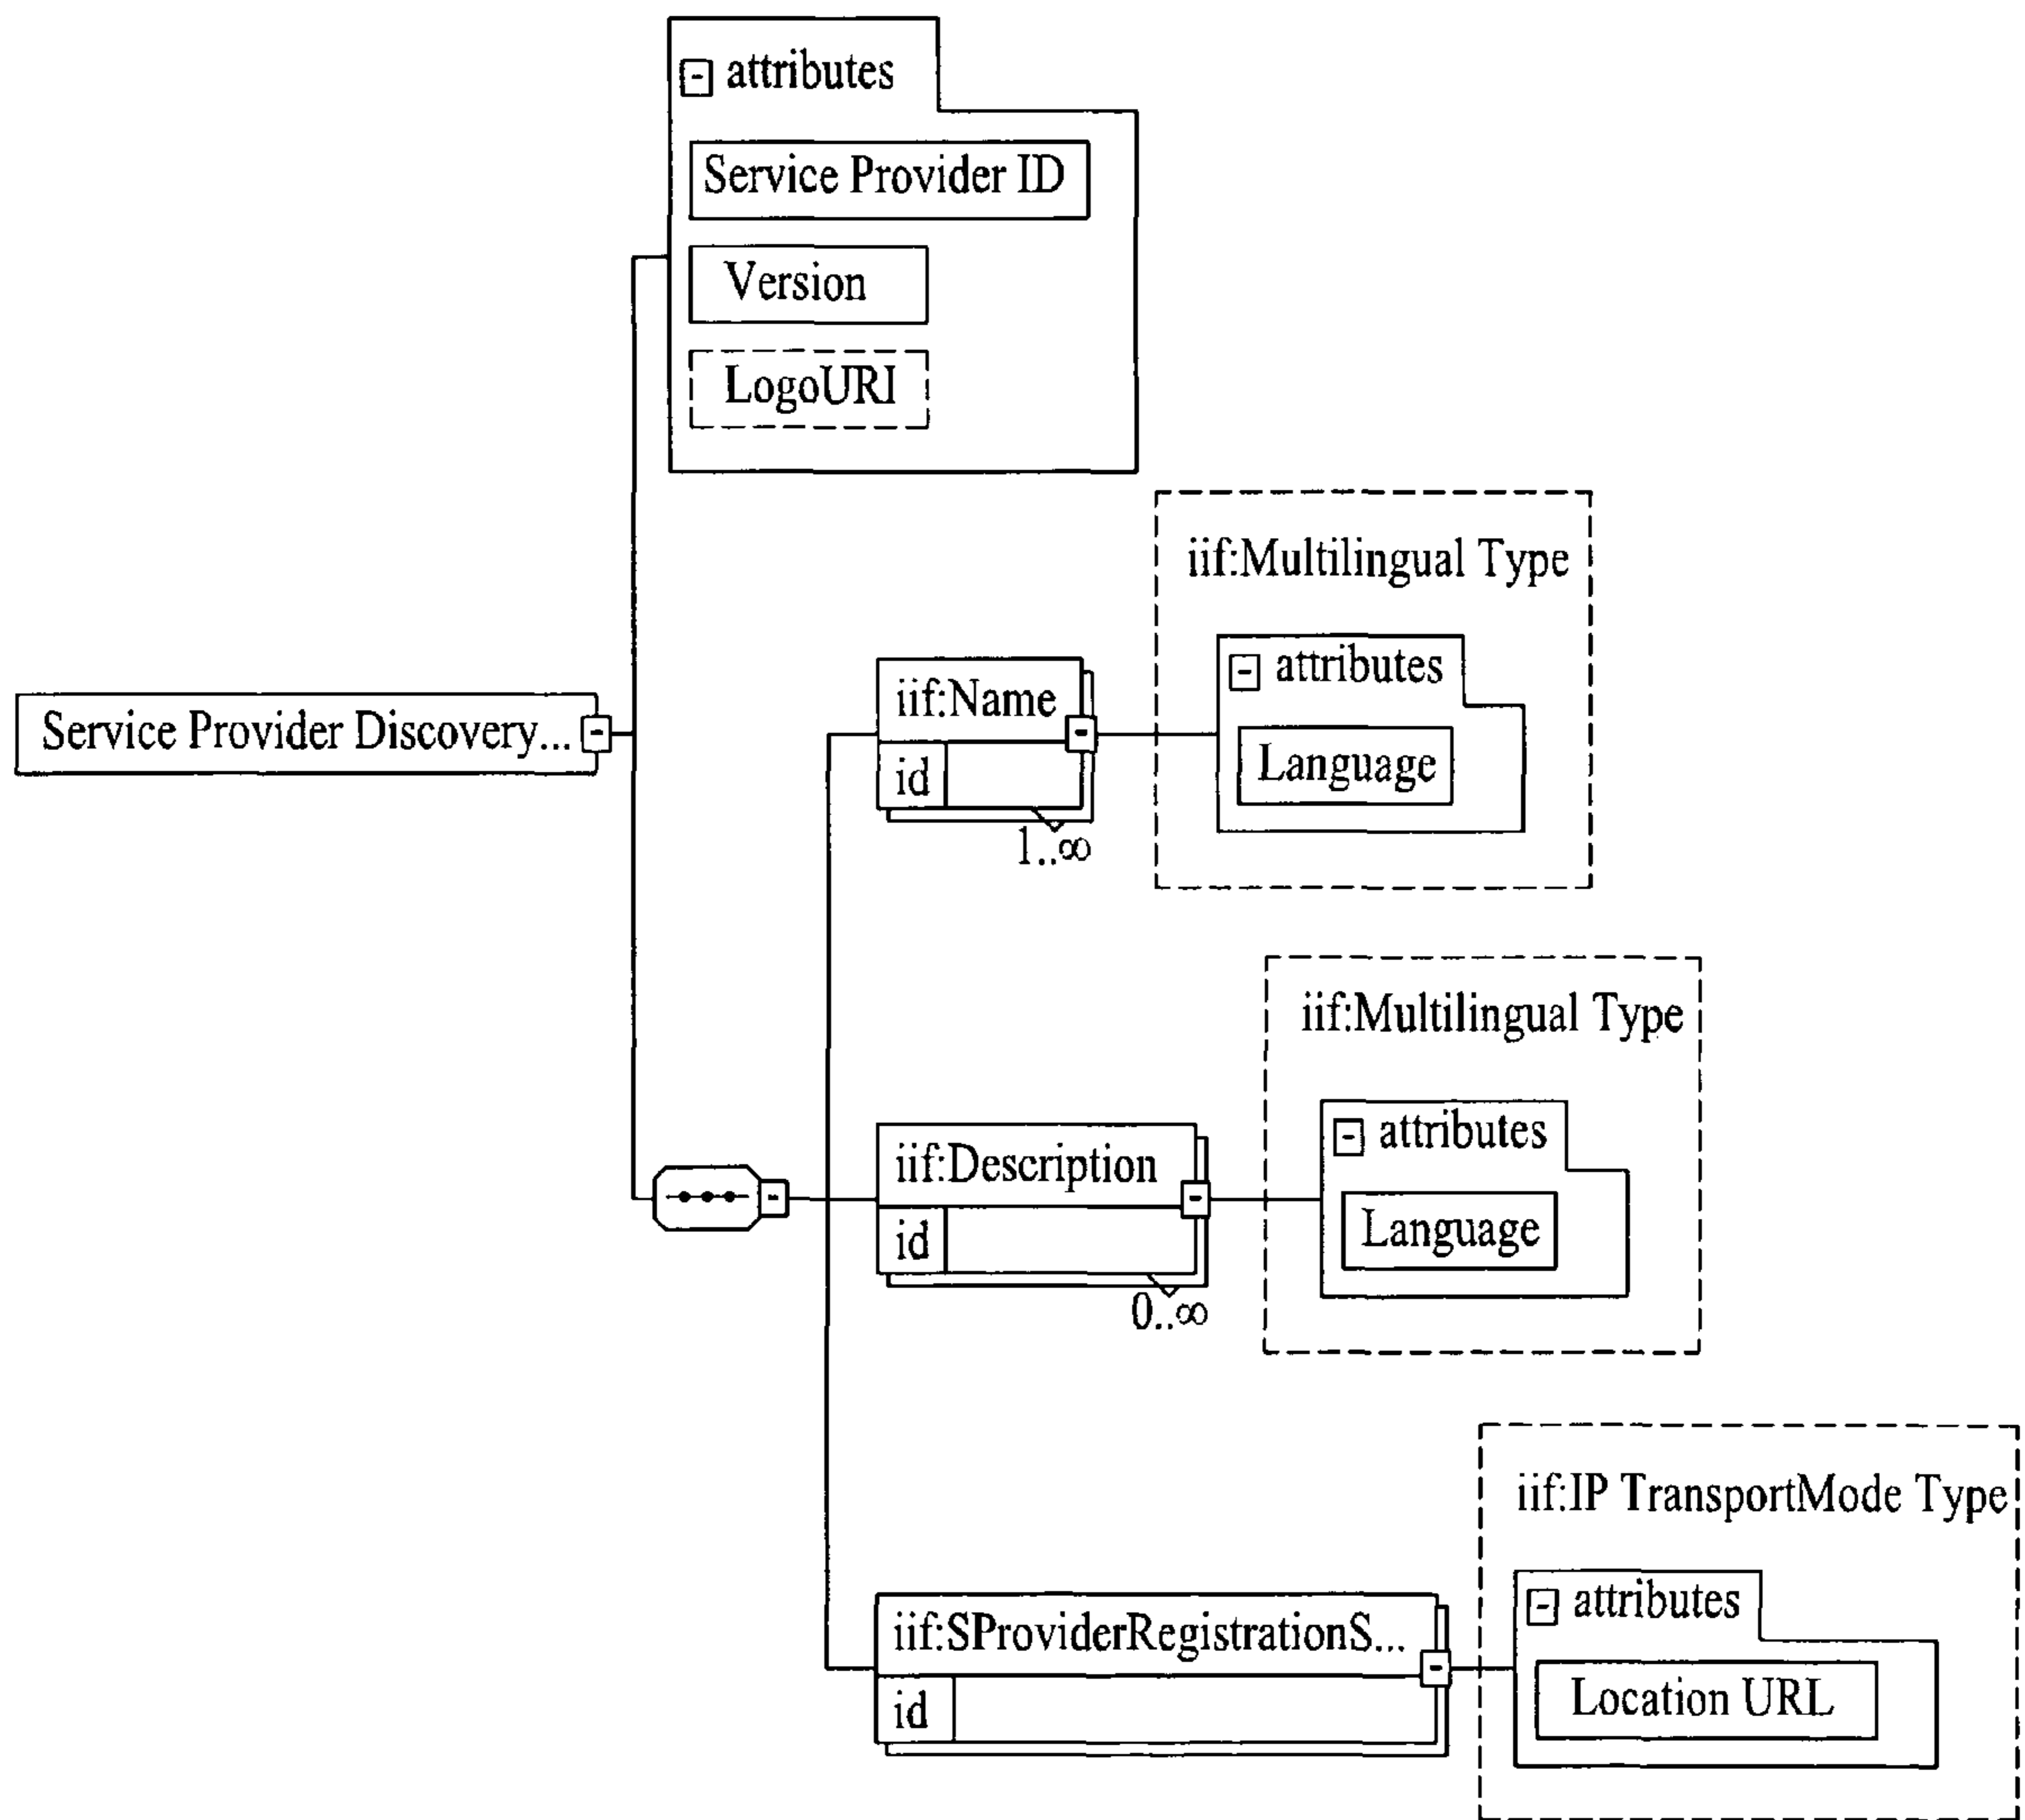 attributes
Service Provider ID
Version
LogoURI
iif:Multilingual Type
attributes
iif:Name
Language
id
1..∞
Service Provider Discovery...
iif:Multilingual Type
attributes
iif:Description
Language
id
0..∞
iif:IP TransportMode Type
attributes
iif:SProviderRegistrationS...
Location URL
id